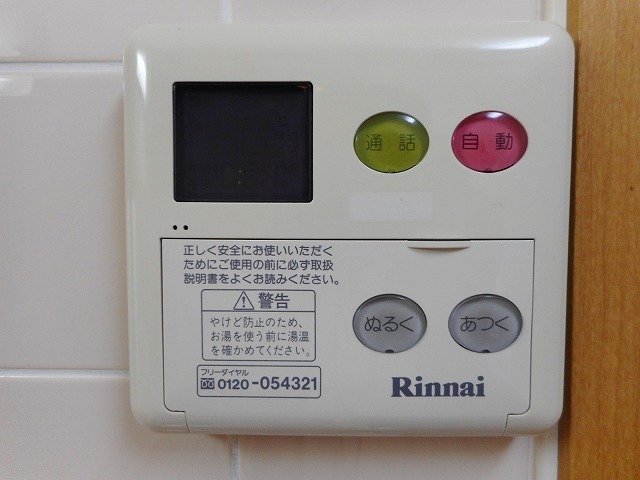 通話 自動
正しく安全にお使いいただく
ためにご使用の前に必ず取扱
説明書をよくお読みください。
警告
やけど防止のため、
お湯を使う前に湯温
を確かめてください。
フリーダイヤル
0120-054321
ぬるく あつく
Rinnai